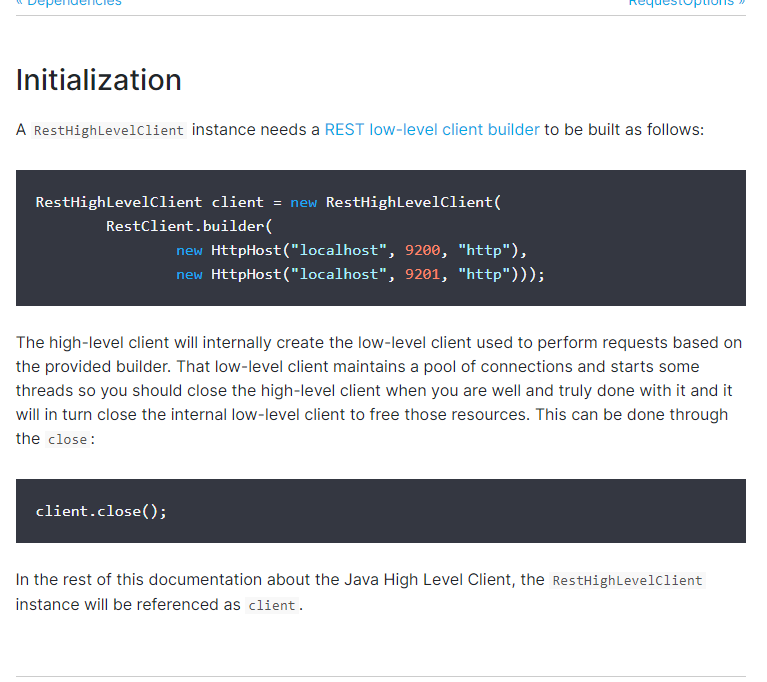 « Dependencies RequestOptions »
Initialization
A RestHighLevelClient instance needs a REST low-level client builder to be built as follows:
RestHighLevelClient client = new RestHighLevelClient(
        RestClient.builder(
                new HttpHost("localhost", 9200, "http"),
                new HttpHost("localhost", 9201, "http")));
The high-level client will internally create the low-level client used to perform requests based on
the provided builder. That low-level client maintains a pool of connections and starts some
threads so you should close the high-level client when you are well and truly done with it and it
will in turn close the internal low-level client to free those resources. This can be done through
the close:
client.close();
In the rest of this documentation about the Java High Level Client, the RestHighLevelClient
instance will be referenced as client.